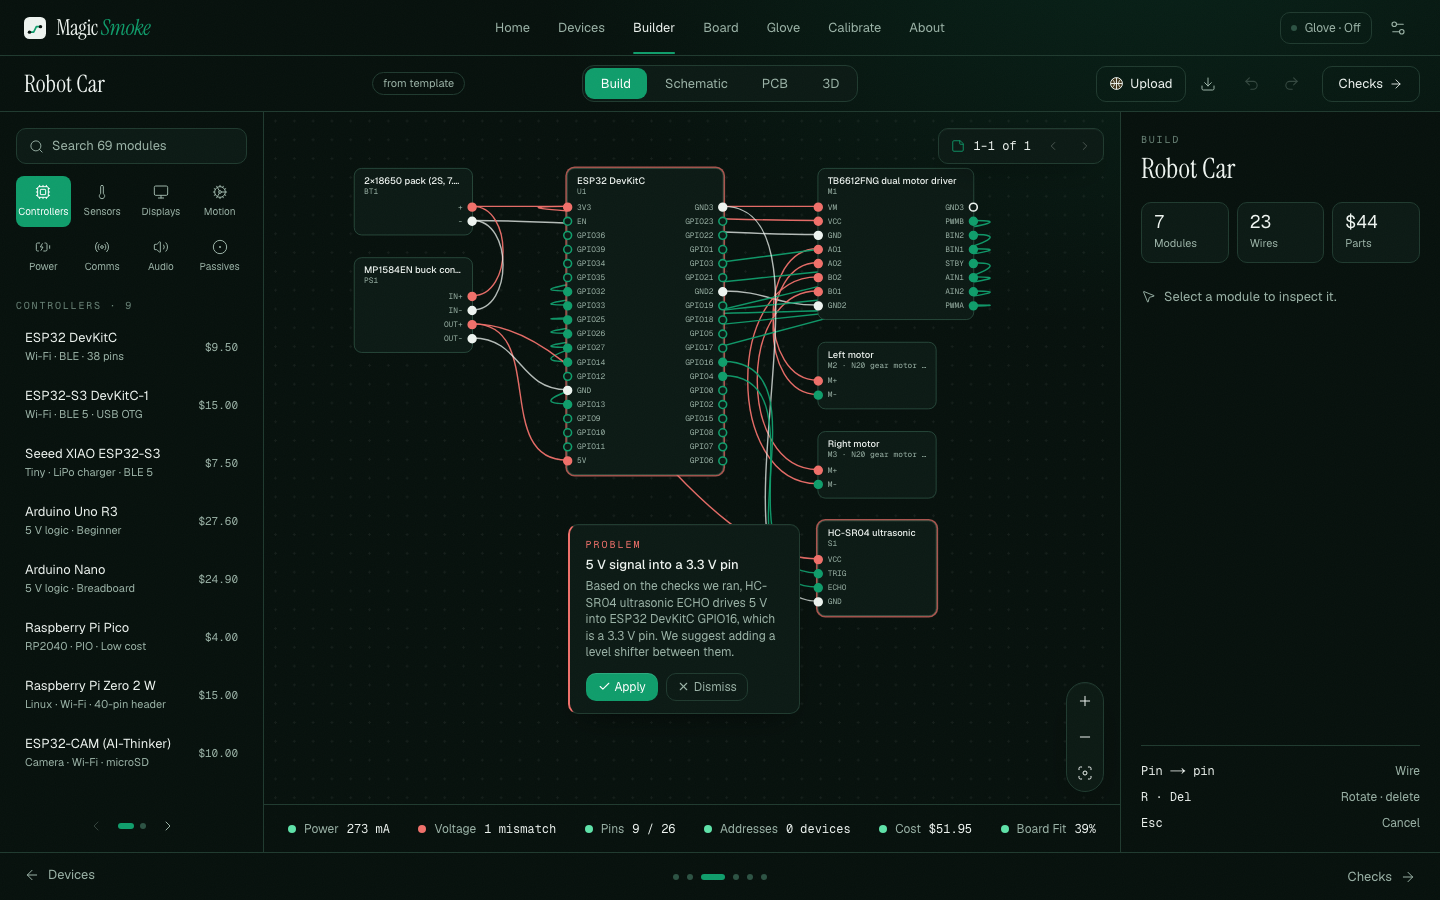 Magic Smoke
Home
Devices
Builder
Board
Glove
Calibrate
About
Glove · Off
Robot Car
from template
Build
Schematic
PCB
3D
Upload
Checks →
Search 69 modules
Controllers
Sensors
Displays
Motion
Power
Comms
Audio
Passives
CONTROLLERS · 9
ESP32 DevKitC
Wi-Fi · BLE · 38 pins
$9.50
ESP32-S3 DevKitC-1
Wi-Fi · BLE 5 · USB OTG
$15.00
Seeed XIAO ESP32-S3
Tiny · LiPo charger · BLE 5
$7.50
Arduino Uno R3
5 V logic · Beginner
$27.60
Arduino Nano
5 V logic · Breadboard
$24.90
Raspberry Pi Pico
RP2040 · PIO · Low cost
$4.00
Raspberry Pi Zero 2 W
Linux · Wi-Fi · 40-pin header
$15.00
ESP32-CAM (AI-Thinker)
Camera · Wi-Fi · microSD
$10.00
1-1 of 1
2×18650 pack (2S, 7....
BT1
+
-
MP1584EN buck con...
PS1
IN+
IN-
OUT+
OUT-
ESP32 DevKitC
U1
3V3
EN
GPIO36
GPIO39
GPIO34
GPIO35
GPIO32
GPIO33
GPIO25
GPIO26
GPIO27
GPIO14
GPIO12
GND
GPIO13
GPIO9
GPIO10
GPIO11
5V
GND3
GPIO23
GPIO22
GPIO1
GPIO3
GPIO21
GND2
GPIO19
GPIO18
GPIO5
GPIO17
GPIO16
GPIO4
GPIO0
GPIO2
GPIO15
GPIO8
GPIO7
GPIO6
TB6612FNG dual motor driver
M1
VM
VCC
GND
AO1
AO2
BO2
BO1
GND2
GND3
PWMB
BIN2
BIN1
STBY
AIN1
AIN2
PWMA
Left motor
M2 · N20 gear motor …
M+
M-
Right motor
M3 · N20 gear motor …
M+
M-
HC-SR04 ultrasonic
S1
VCC
TRIG
ECHO
GND
PROBLEM
5 V signal into a 3.3 V pin
Based on the checks we ran, HC-
SR04 ultrasonic ECHO drives 5 V
into ESP32 DevKitC GPIO16, which
is a 3.3 V pin. We suggest adding a
level shifter between them.
Apply
Dismiss
Power 273 mA
Voltage 1 mismatch
Pins 9 / 26
Addresses 0 devices
Cost $51.95
Board Fit 39%
BUILD
Robot Car
7
Modules
23
Wires
$44
Parts
Select a module to inspect it.
Pin → pin
Wire
R · Del
Rotate · delete
Esc
Cancel
← Devices
Checks →